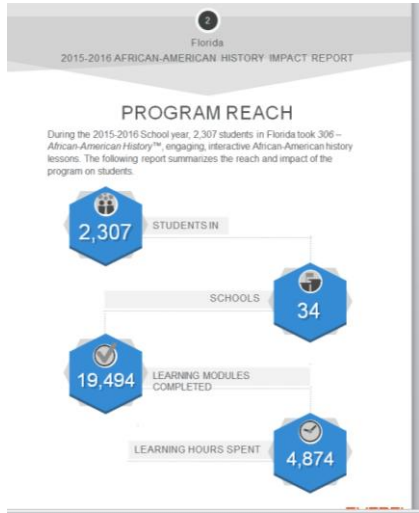 2
Florida
2015-2016 AFRICAN-AMERICAN HISTORY IMPACT REPORT
PROGRAM REACH
During the 2015-2016 School year, 2,307 students in Florida took 306 –
African-American History™, engaging, interactive African-American history
lessons. The following report summarizes the reach and impact of the
program on students.
2,307
STUDENTS IN
SCHOOLS
34
19,494
LEARNING MODULES
COMPLETED
LEARNING HOURS SPENT
4,874